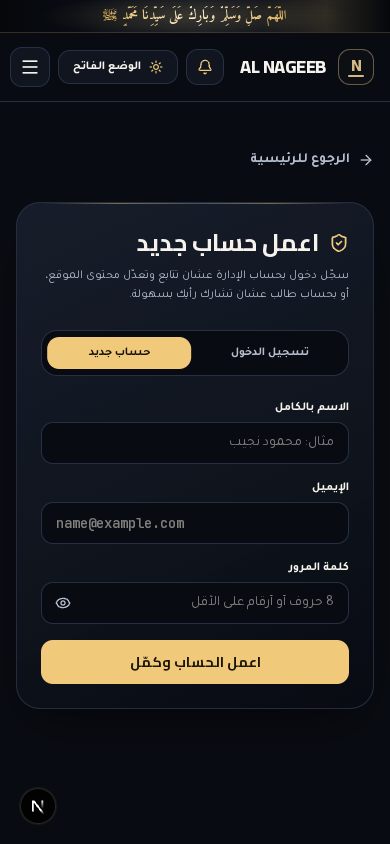 اللَّهُمَّ صَلِّ وَسَلِّمْ وَبَارِكْ عَلَى سَيِّدِنَا مُحَمَّدٍ ﷺ
N
AL NAGEEB
الوضع الفاتح
الرجوع للرئيسية
اعمل حساب جديد
سجّل دخول بحساب الإدارة عشان تتابع وتعدّل محتوى الموقع،
أو بحساب طالب عشان تشارك رأيك بسهولة.
تسجيل الدخول
حساب جديد
الاسم بالكامل
مثال: محمود نجيب
الإيميل
name@example.com
كلمة المرور
8 حروف أو أرقام على الأقل
اعمل الحساب وكمّل
N